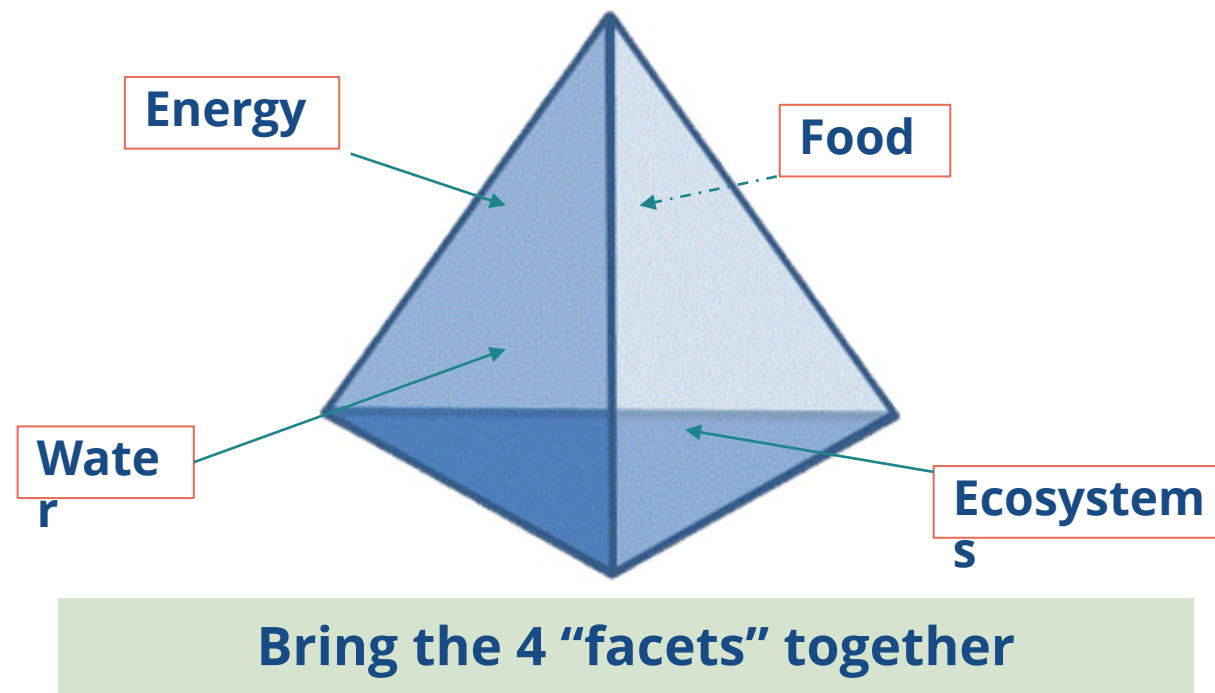 Energy
Food
Wate
r
Ecosystem
s
Bring the 4 “facets” together